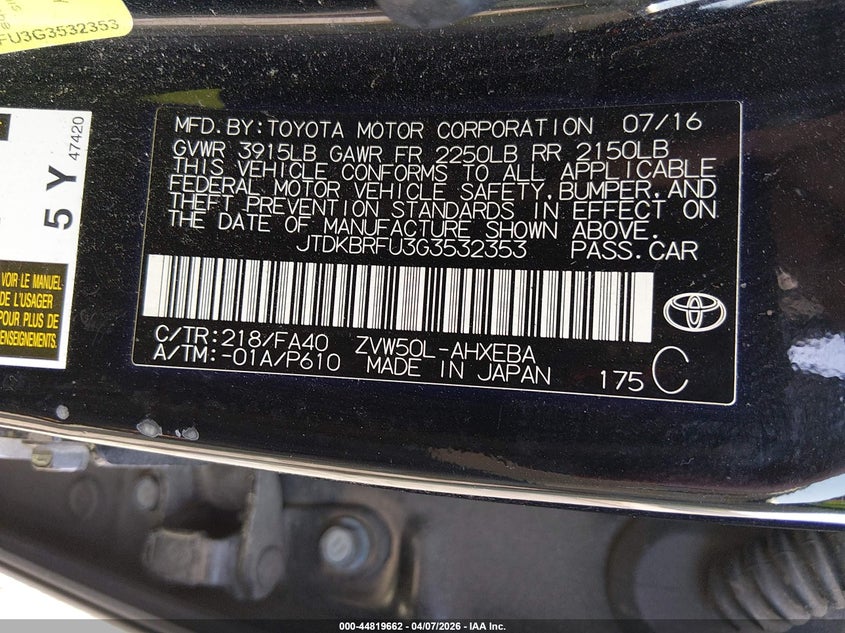 FU3G3532353
5 Y
47420
VOIR LE MANUEL
DE L'USAGER
POUR PLUS DE
RENSEIGNEMENTS.
MFD.BY:TOYOTA MOTOR CORPORATION 07/16
GVWR 3915LB GAWR FR 2250LB RR 2150LB
THIS VEHICLE CONFORMS TO ALL APPLICABLE
FEDERAL MOTOR VEHICLE SAFETY,BUMPER,AND
THEFT PREVENTION STANDARDS IN EFFECT ON
THE DATE OF MANUFACTURE SHOWN ABOVE.
JTDKBRFU3G3532353 PASS.CAR
C/TR:218/FA40 ZVW50L-AHXEBA
A/TM:-01A/P610 MADE IN JAPAN 175 C
000-44819662 - 04/07/2026 - IAA Inc.